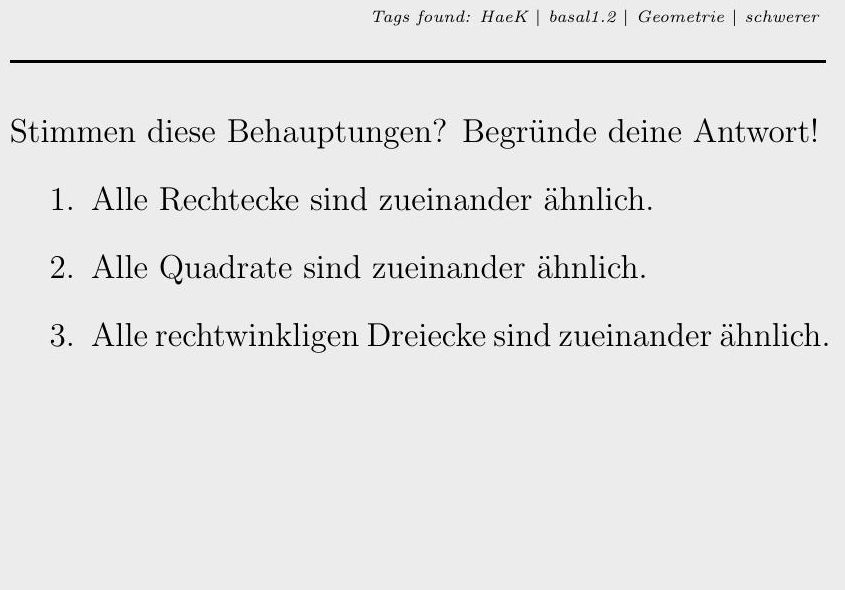 Tags found: HaeK | basal1.2 | Geometrie | schwerer
Stimmen diese Behauptungen? Begründe deine Antwort!
1. Alle Rechtecke sind zueinander ähnlich.
2. Alle Quadrate sind zueinander ähnlich.
3. Alle rechtwinkligen Dreiecke sind zueinander ähnlich.